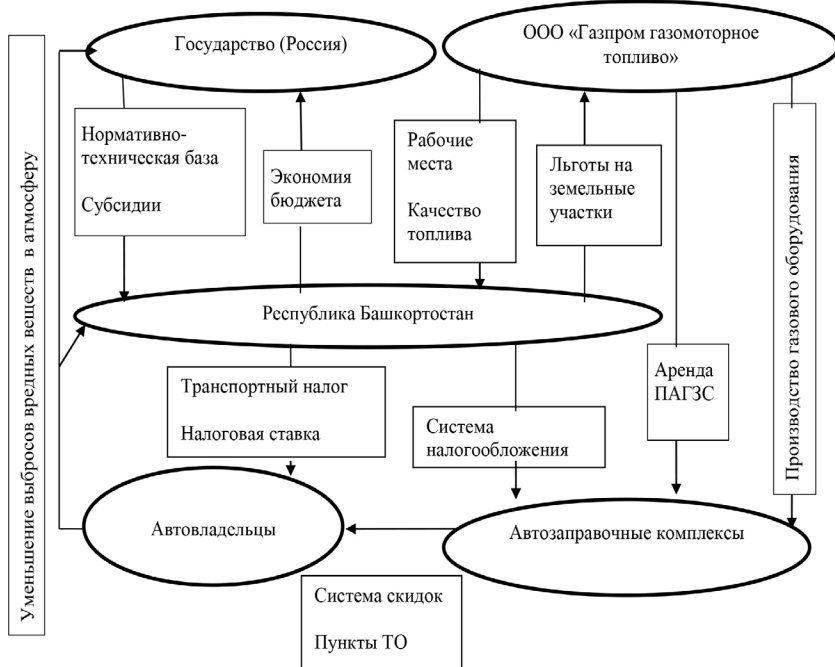 Государство (Россия)
ООО «Газпром газомоторное
топливо»
Нормативно-
техническая база
Субсидии
Экономия
бюджета
Рабочие
места
Качество
топлива
Льготы на
земельные
участки
Уменьшение выбросов вредных веществ в атмосферу
Производство газового оборудования
Республика Башкортостан
Транспортный налог
Налоговая ставка
Система
налогообложения
Аренда
ПАГЗС
Автовладельцы
Автозаправочные комплексы
Система скидок
Пункты ТО